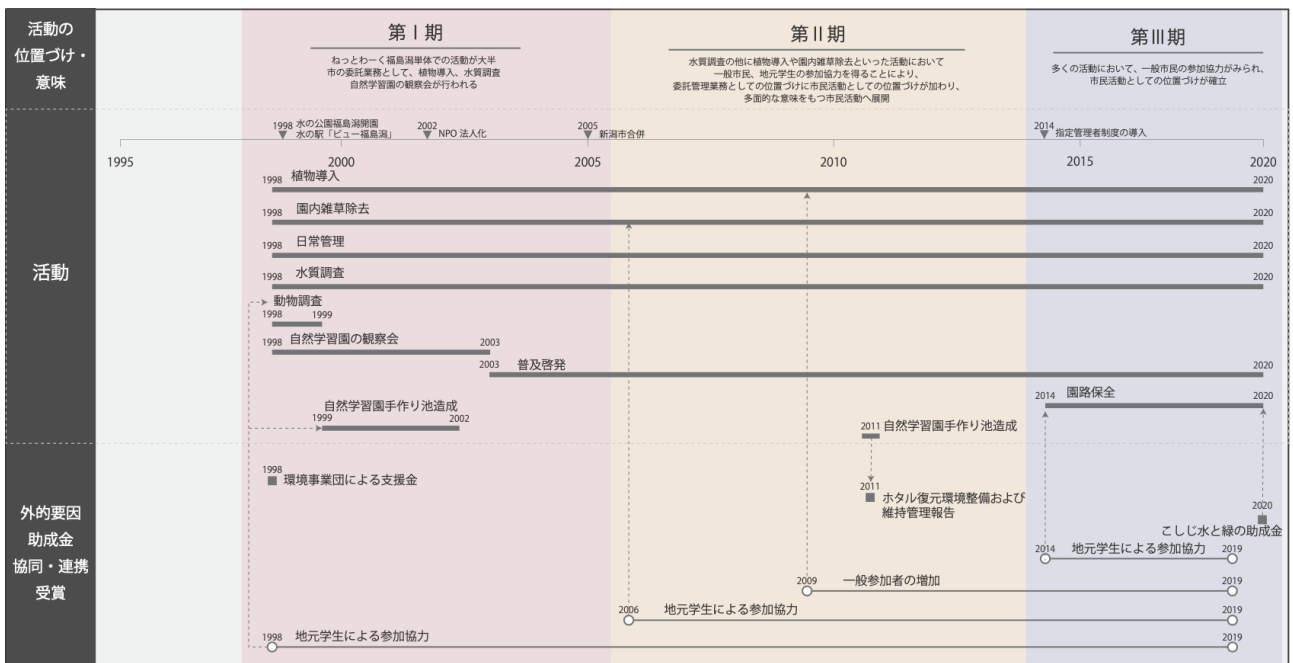 活動の
位置づけ・
意味
第Ⅰ期
ねっとわーく福島潟単体での活動が大半
市の委託業務として、植物導入、水質調査
自然学習園の観察会が行われる
第Ⅱ期
水質調査の他に植物導入や園内雑草除去といった活動において
一般市民、地元学生の参加協力を得ることにより、
委託管理業務としての位置づけに市民活動としての位置づけが加わり、
多面的な意味をもつ市民活動へ展開
第Ⅲ期
多くの活動において、一般市民の参加協力がみられ、
市民活動としての位置づけが確立
活動
1998 水の公園福島潟開園
水の駅「ビュー福島潟」
2002
NPO 法人化
2005
新潟市合併
2014
指定管理者制度の導入
1995 2000 2005 2010 2015 2020
1998 植物導入 2020
1998 園内雑草除去 2020
1998 日常管理 2020
1998 水質調査 2020
動物調査
1998 1999
1998 自然学習園の観察会 2003
2003 普及啓発 2020
2014 園路保全 2020
自然学習園手作り池造成
1999 2002
2011 自然学習園手作り池造成
外的要因
助成金
協同・連携
受賞
1998
環境事業団による支援金
2011
ホタル復元環境整備および
維持管理報告
2020
こしじ水と緑の助成金
2014 地元学生による参加協力 2019
2009 一般参加者の増加 2019
2006 地元学生による参加協力 2019
1998 地元学生による参加協力 2019